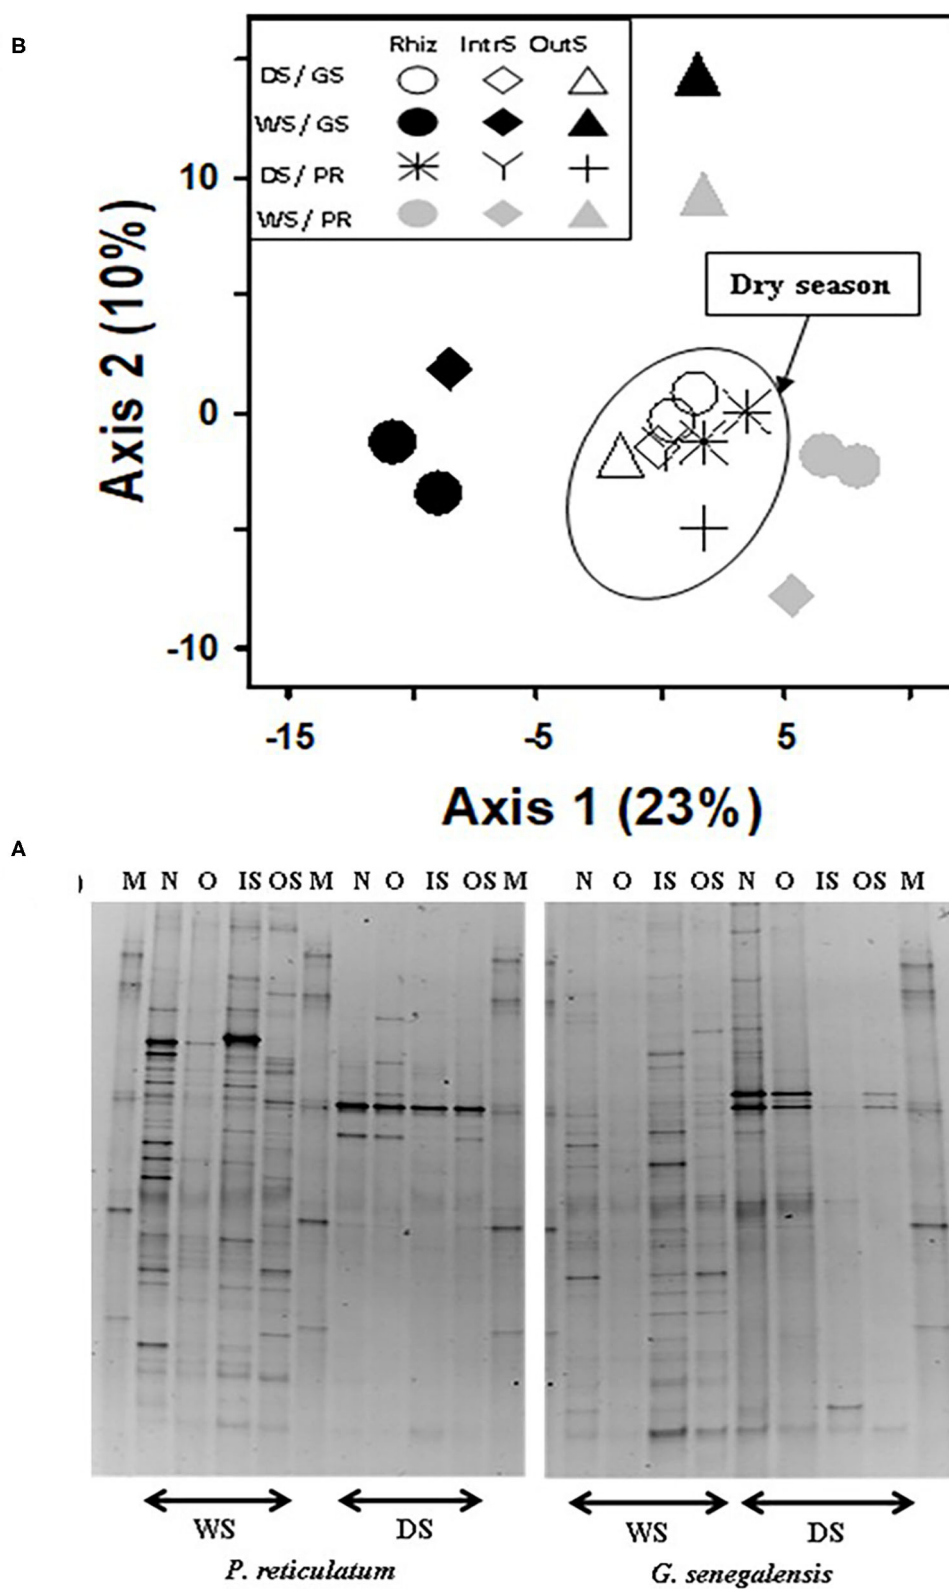 B
Rhiz IntrS OutS
DS/ GS
WS/ GS
DS/ PR
WS/ PR
10
0
-10
Axis 2 (10%)
Dry season
-15 -5 5
Axis 1 (23%)
A
) M N O IS OS M N O IS OS M N O IS OS N O IS OS M
WS DS WS DS
P. reticulatum G. senegalensis